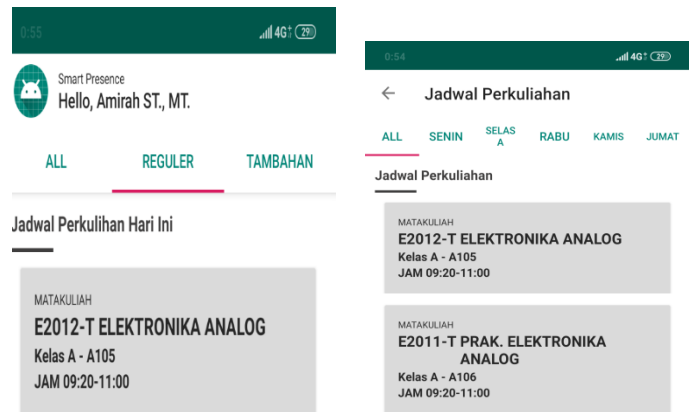 0:55
4G
29
Smart Presence
Hello, Amirah ST., MT.
ALL REGULER TAMBAHAN
Jadwal Perkulihan Hari Ini
MATAKULIAH
E2012-T ELEKTRONIKA ANALOG
Kelas A - A105
JAM 09:20-11:00
0:54
4G
29
Jadwal Perkuliahan
ALL SENIN SELAS
A RABU KAMIS JUMAT
Jadwal Perkuliahan
MATAKULIAH
E2012-T ELEKTRONIKA ANALOG
Kelas A - A105
JAM 09:20-11:00
MATAKULIAH
E2011-T PRAK. ELEKTRONIKA
ANALOG
Kelas A - A106
JAM 09:20-11:00